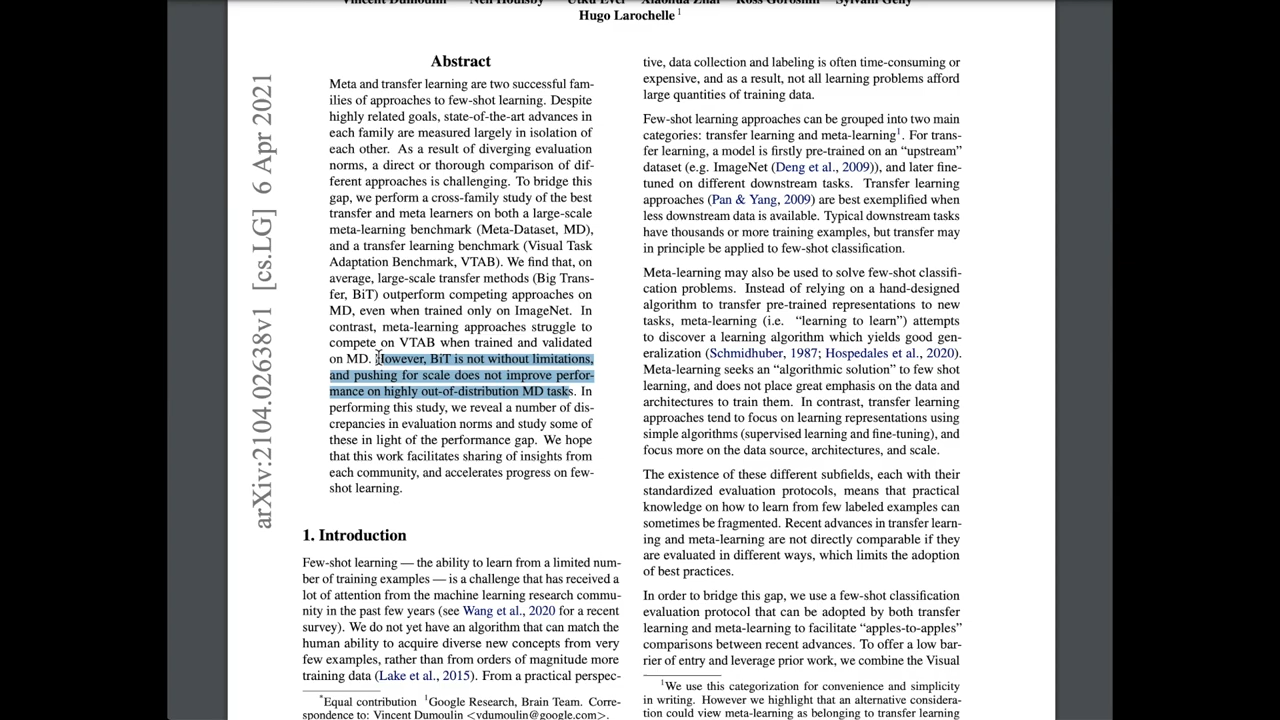 Hugo Larochelle 1
arXiv:2104.02638v1 [cs.LG] 6 Apr 2021
Abstract
Meta and transfer learning are two successful fam-
ilies of approaches to few-shot learning. Despite
highly related goals, state-of-the-art advances in
each family are measured largely in isolation of
each other. As a result of diverging evaluation
norms, a direct or thorough comparison of dif-
ferent approaches is challenging. To bridge this
gap, we perform a cross-family study of the best
transfer and meta learners on both a large-scale
meta-learning benchmark (Meta-Dataset, MD),
and a transfer learning benchmark (Visual Task
Adaptation Benchmark, VTAB). We find that, on
average, large-scale transfer methods (Big Trans-
fer, BiT) outperform competing approaches on
MD, even when trained only on ImageNet. In
contrast, meta-learning approaches struggle to
compete on VTAB when trained and validated
on MD. However, BiT is not without limitations,
and pushing for scale does not improve perfor-
mance on highly out-of-distribution MD tasks. In
performing this study, we reveal a number of dis-
crepancies in evaluation norms and study some of
these in light of the performance gap. We hope
that this work facilitates sharing of insights from
each community, and accelerates progress on few-
shot learning.
1. Introduction
Few-shot learning — the ability to learn from a limited num-
ber of training examples — is a challenge that has received a
lot of attention from the machine learning research commu-
nity in the past few years (see Wang et al., 2020 for a recent
survey). We do not yet have an algorithm that can match the
human ability to acquire diverse new concepts from very
few examples, rather than from orders of magnitude more
training data (Lake et al., 2015). From a practical perspec-
*Equal contribution 1Google Research, Brain Team. Corre-
spondence to: Vincent Dumoulin <vdumoulin@google.com>.
tive, data collection and labeling is often time-consuming or
expensive, and as a result, not all learning problems afford
large quantities of training data.
Few-shot learning approaches can be grouped into two main
categories: transfer learning and meta-learning1. For trans-
fer learning, a model is firstly pre-trained on an “upstream”
dataset (e.g. ImageNet (Deng et al., 2009)), and later fine-
tuned on different downstream tasks. Transfer learning
approaches (Pan & Yang, 2009) are best exemplified when
less downstream data is available. Typical downstream tasks
have thousands or more training examples, but transfer may
in principle be applied to few-shot classification.
Meta-learning may also be used to solve few-shot classifi-
cation problems. Instead of relying on a hand-designed
algorithm to transfer pre-trained representations to new
tasks, meta-learning (i.e. “learning to learn”) attempts
to discover a learning algorithm which yields good gen-
eralization (Schmidhuber, 1987; Hospedales et al., 2020).
Meta-learning seeks an “algorithmic solution” to few shot
learning, and does not place great emphasis on the data and
architectures to train them. In contrast, transfer learning
approaches tend to focus on learning representations using
simple algorithms (supervised learning and fine-tuning), and
focus more on the data source, architectures, and scale.
The existence of these different subfields, each with their
standardized evaluation protocols, means that practical
knowledge on how to learn from few labeled examples can
sometimes be fragmented. Recent advances in transfer learn-
ing and meta-learning are not directly comparable if they
are evaluated in different ways, which limits the adoption
of best practices.
In order to bridge this gap, we use a few-shot classification
evaluation protocol that can be adopted by both transfer
learning and meta-learning to facilitate “apples-to-apples”
comparisons between recent advances. To offer a low bar-
rier of entry and leverage prior work, we combine the Visual
1We use this categorization for convenience and simplicity
in writing. However we highlight that an alternative considera-
tion could view meta-learning as belonging to transfer learning